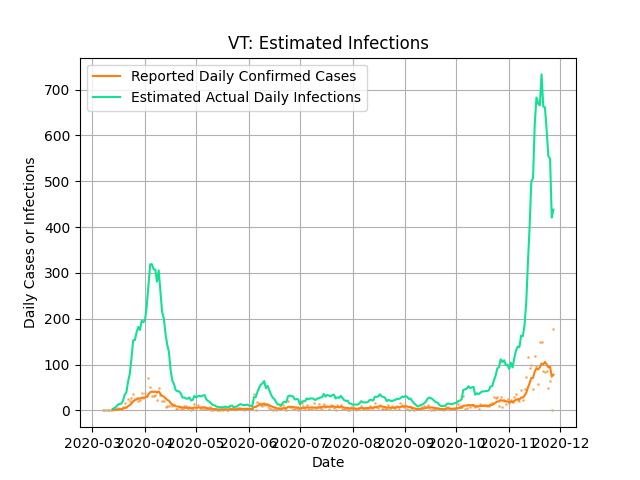 VT: Estimated Infections
Reported Daily Confirmed Cases
Estimated Actual Daily Infections
Daily Cases or Infections
700
600
500
400
300
200
100
0
2020-03 2020-04 2020-05 2020-06 2020-07 2020-08 2020-09 2020-10 2020-11 2020-12
Date